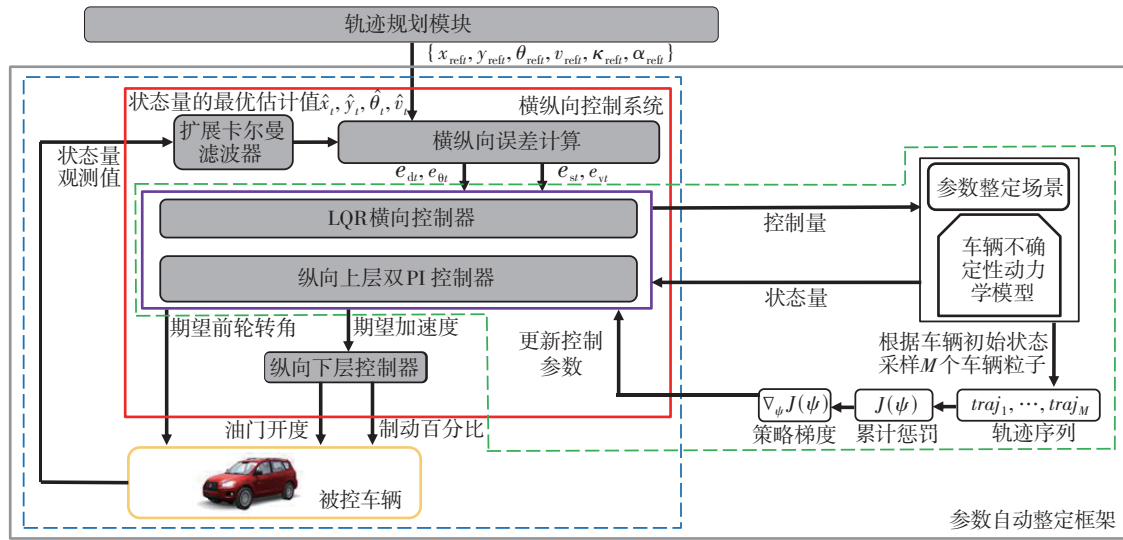 轨迹规划模块
{ x_reft, y_reft, θ_reft, v_reft, κ_reft, α_reft }
状态量的最优估计值x̂_t, ŷ_t, θ̂_t, v̂_t
横纵向控制系统
扩展卡尔曼
滤波器
横纵向误差计算
状态量
观测值
e_dt, e_θt
e_st, e_vt
LQR横向控制器
纵向上层双PI 控制器
控制量
状态量
参数整定场景
车辆不确
定性动力
学模型
期望前轮转角
期望加速度
更新控制
参数
根据车辆初始状态
采样M个车辆粒子
纵向下层控制器
∇_ψ J(ψ)
J(ψ)
traj_1, ⋯, traj_M
策略梯度
累计惩罚
轨迹序列
油门开度
制动百分比
被控车辆
参数自动整定框架